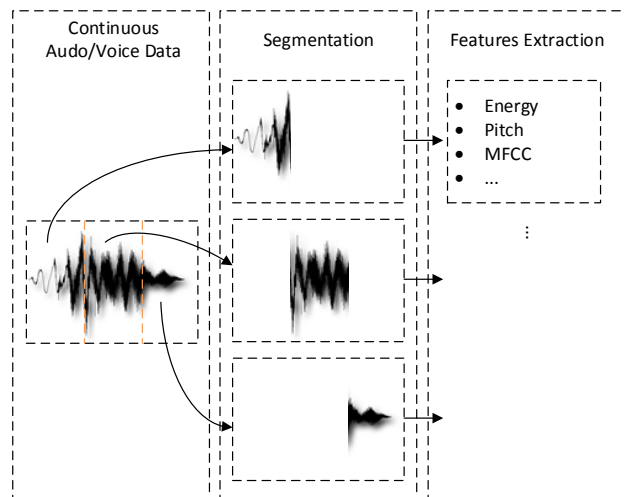 Continuous
Audo/Voice Data
Segmentation
Features Extraction
● Energy
● Pitch
● MFCC
● ...
⋮